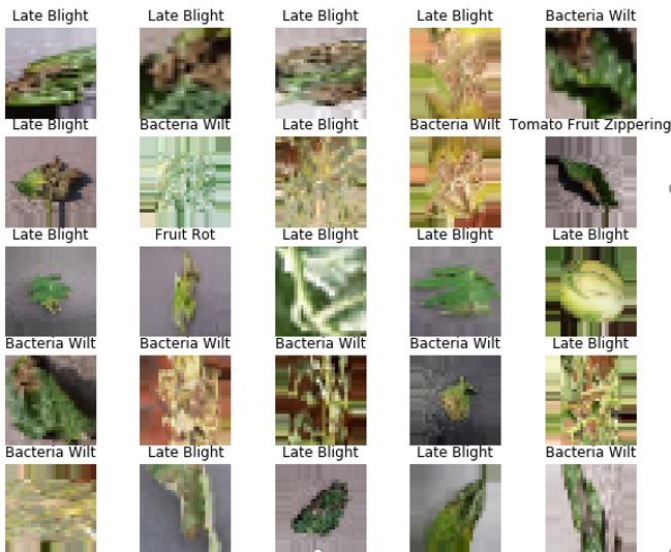 Late Blight Late Blight Late Blight Late Blight Bacteria Wilt
Late Blight Bacteria Wilt Late Blight Bacteria Wilt Tomato Fruit Zippering
Late Blight Fruit Rot Late Blight Late Blight Late Blight
Bacteria Wilt Bacteria Wilt Bacteria Wilt Bacteria Wilt Late Blight
Bacteria Wilt Late Blight Late Blight Late Blight Bacteria Wilt